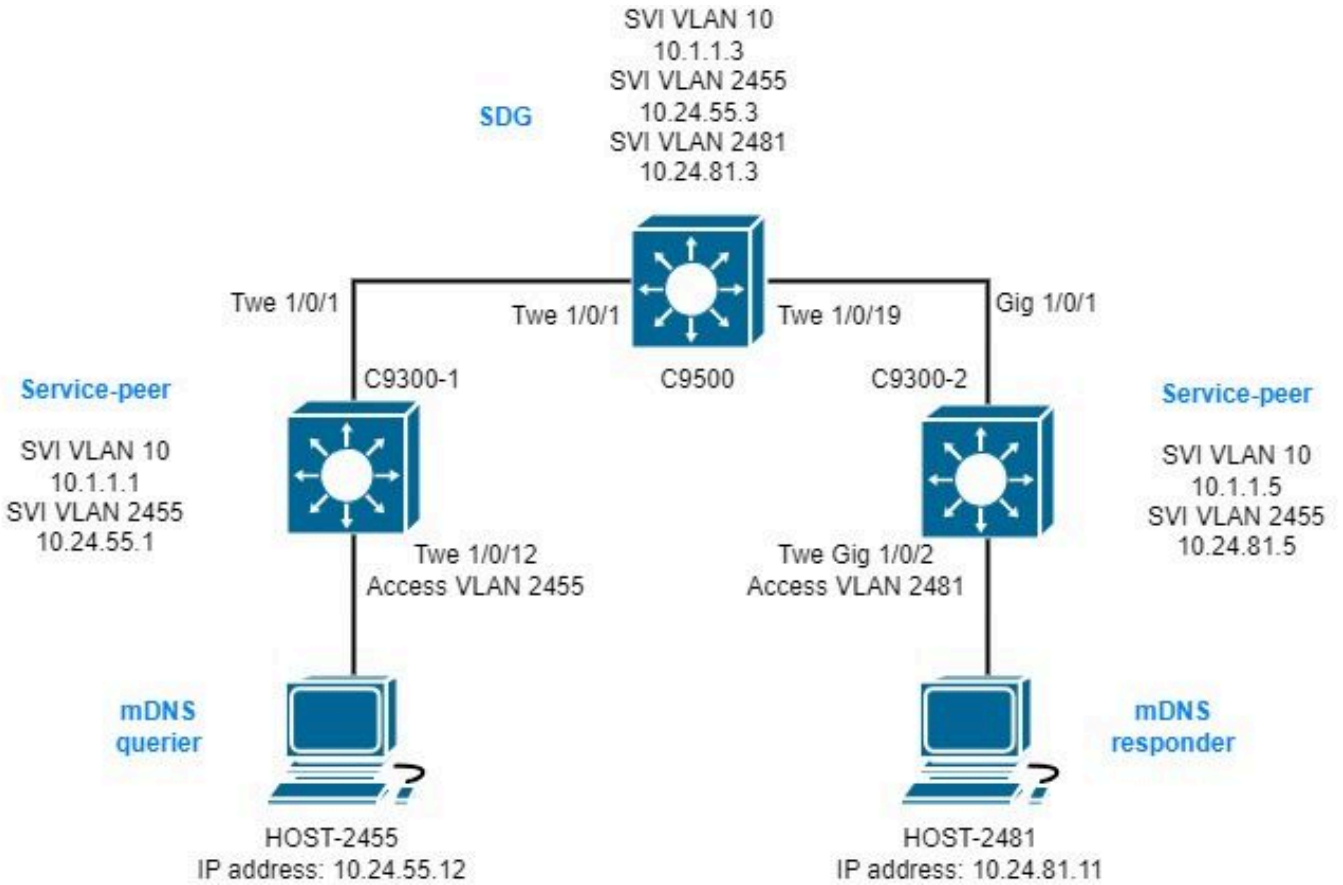 SVI VLAN 10
10.1.1.3
SVI VLAN 2455
10.24.55.3
SVI VLAN 2481
10.24.81.3
SDG
Twe 1/0/1
Twe 1/0/1
Twe 1/0/19
Gig 1/0/1
C9300-1
C9500
C9300-2
Service-peer
SVI VLAN 10
10.1.1.1
SVI VLAN 2455
10.24.55.1
Service-peer
SVI VLAN 10
10.1.1.5
SVI VLAN 2455
10.24.81.5
Twe 1/0/12
Access VLAN 2455
Twe Gig 1/0/2
Access VLAN 2481
mDNS
querier
mDNS
responder
HOST-2455
IP address: 10.24.55.12
HOST-2481
IP address: 10.24.81.11